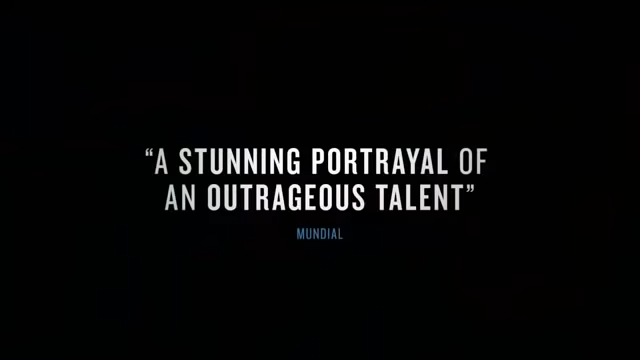 “A STUNNING PORTRAYAL OF
AN OUTRAGEOUS TALENT”
MUNDIAL